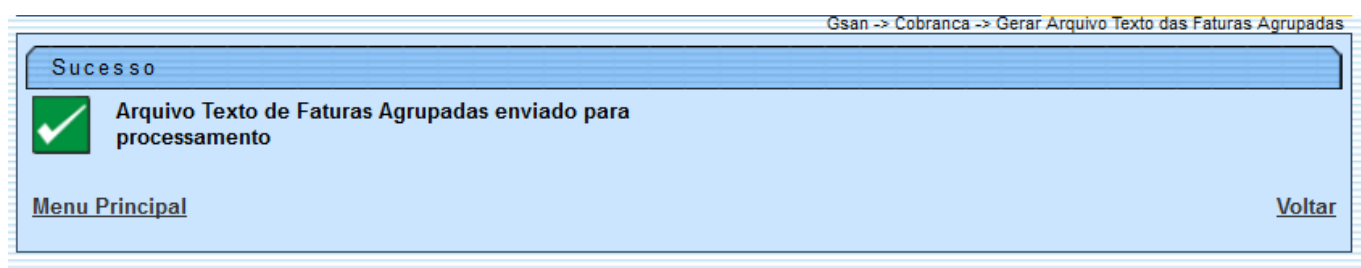 Gsan -> Cobranca -> Gerar Arquivo Texto das Faturas Agrupadas
Sucesso
Arquivo Texto de Faturas Agrupadas enviado para
processamento
Menu Principal
Voltar